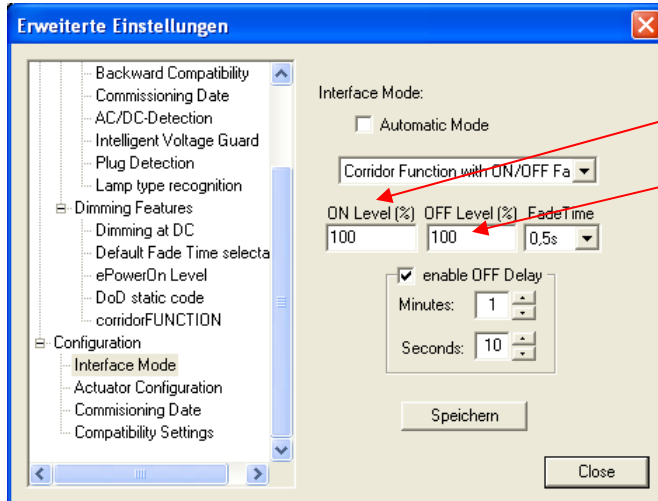 Erweiterte Einstellungen
Backward Compatibility
Commissioning Date
AC/DC-Detection
Intelligent Voltage Guard
Plug Detection
Lamp type recognition
Dimming Features
Dimming at DC
Default Fade Time selecta
ePowerOn Level
DoD static code
corridorFUNCTION
Configuration
Interface Mode
Actuator Configuration
Commisioning Date
Compatibility Settings
Interface Mode:
Automatic Mode
Corridor Function with ON/OFF Fa
ON Level (%) OFF Level (%) FadeTime
100 100 0,5s
enable OFF Delay
Minutes: 1
Seconds: 10
Speichern
Close